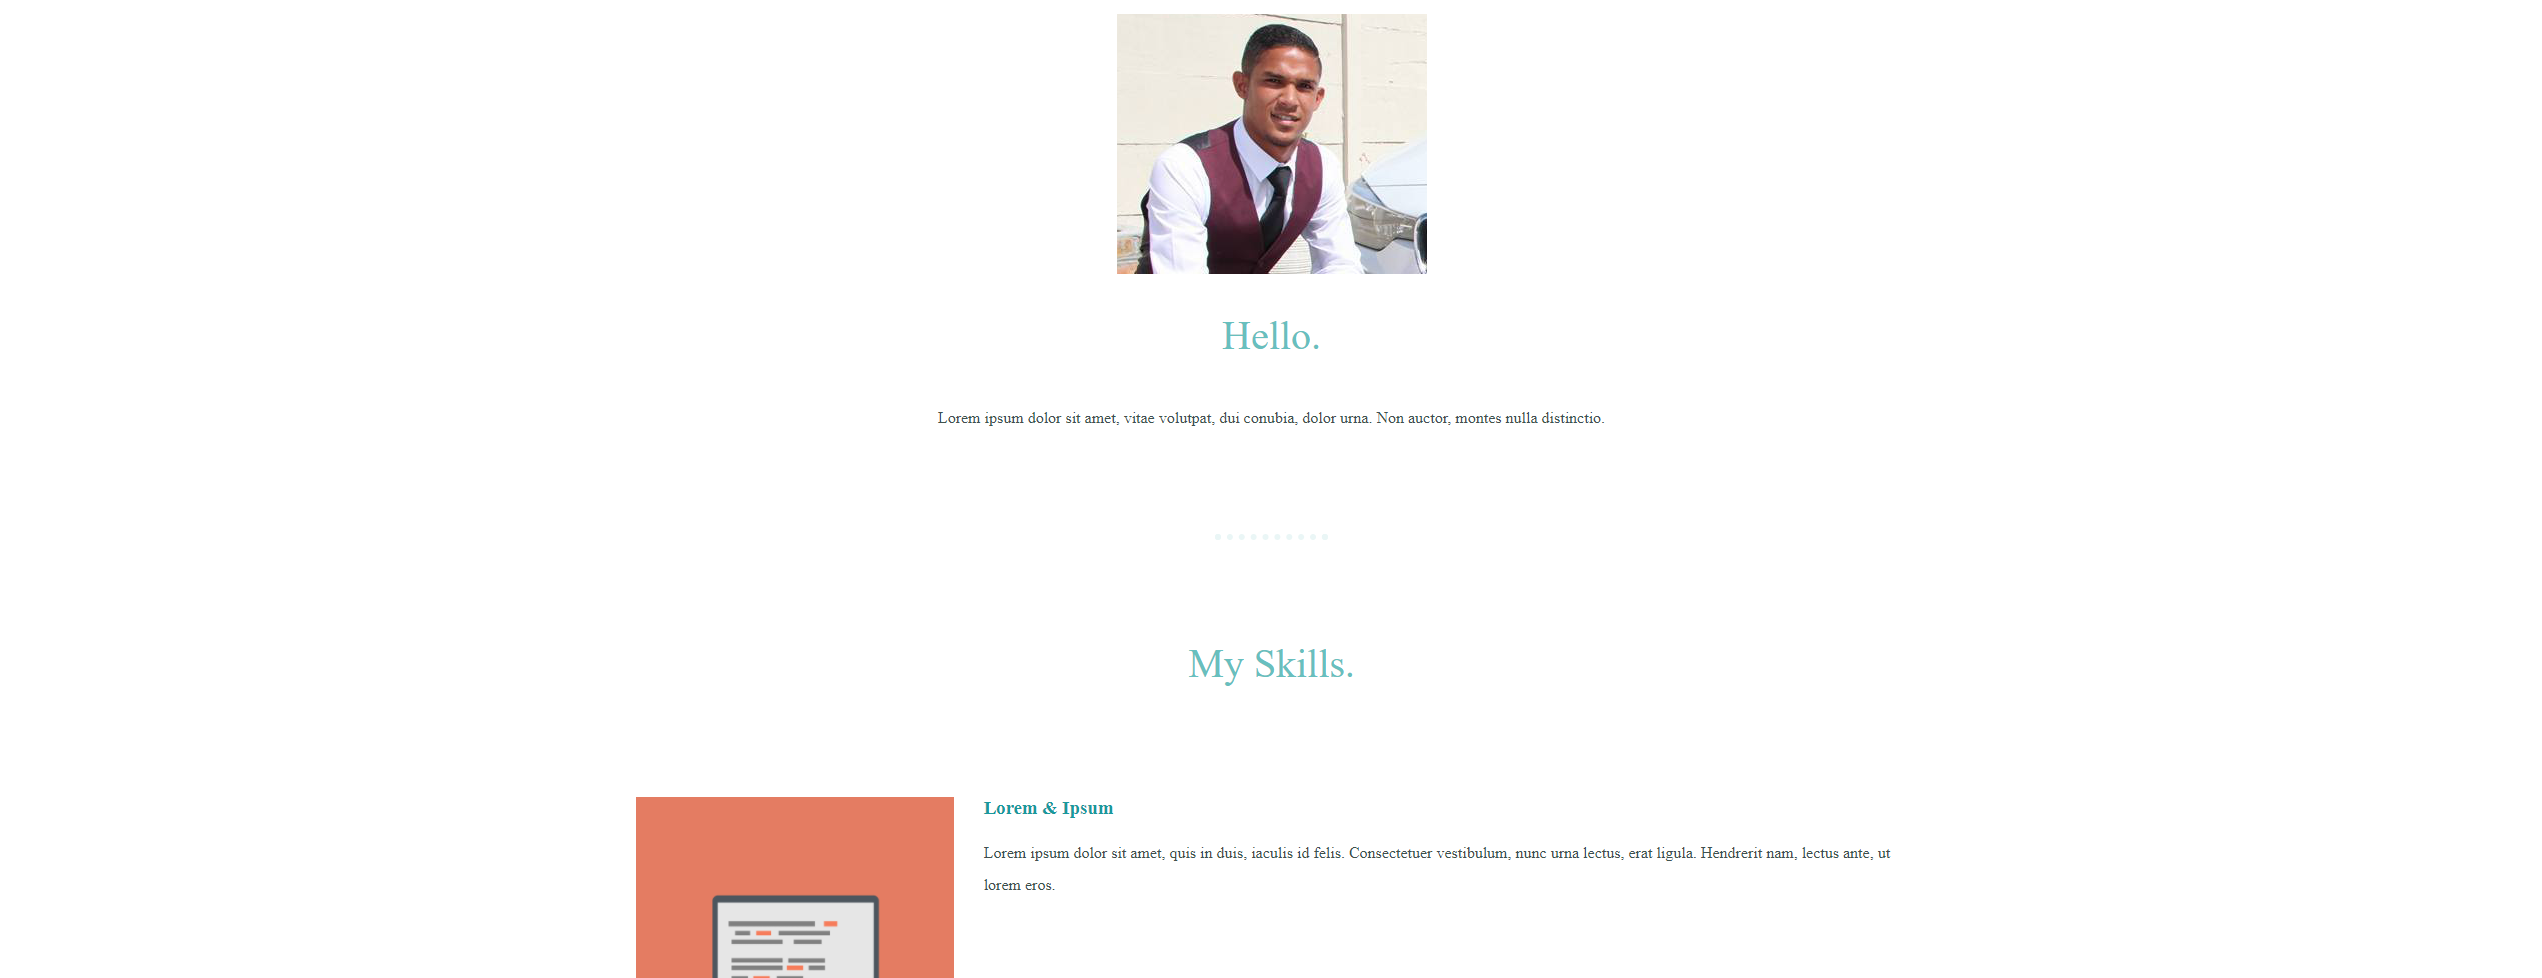 Hello.
Lorem ipsum dolor sit amet, vitae volutpat, dui conubia, dolor urna. Non auctor, montes nulla distinctio.
My Skills.
Lorem & Ipsum
Lorem ipsum dolor sit amet, quis in duis, iaculis id felis. Consectetuer vestibulum, nunc urna lectus, erat ligula. Hendrerit nam, lectus ante, ut
lorem eros.